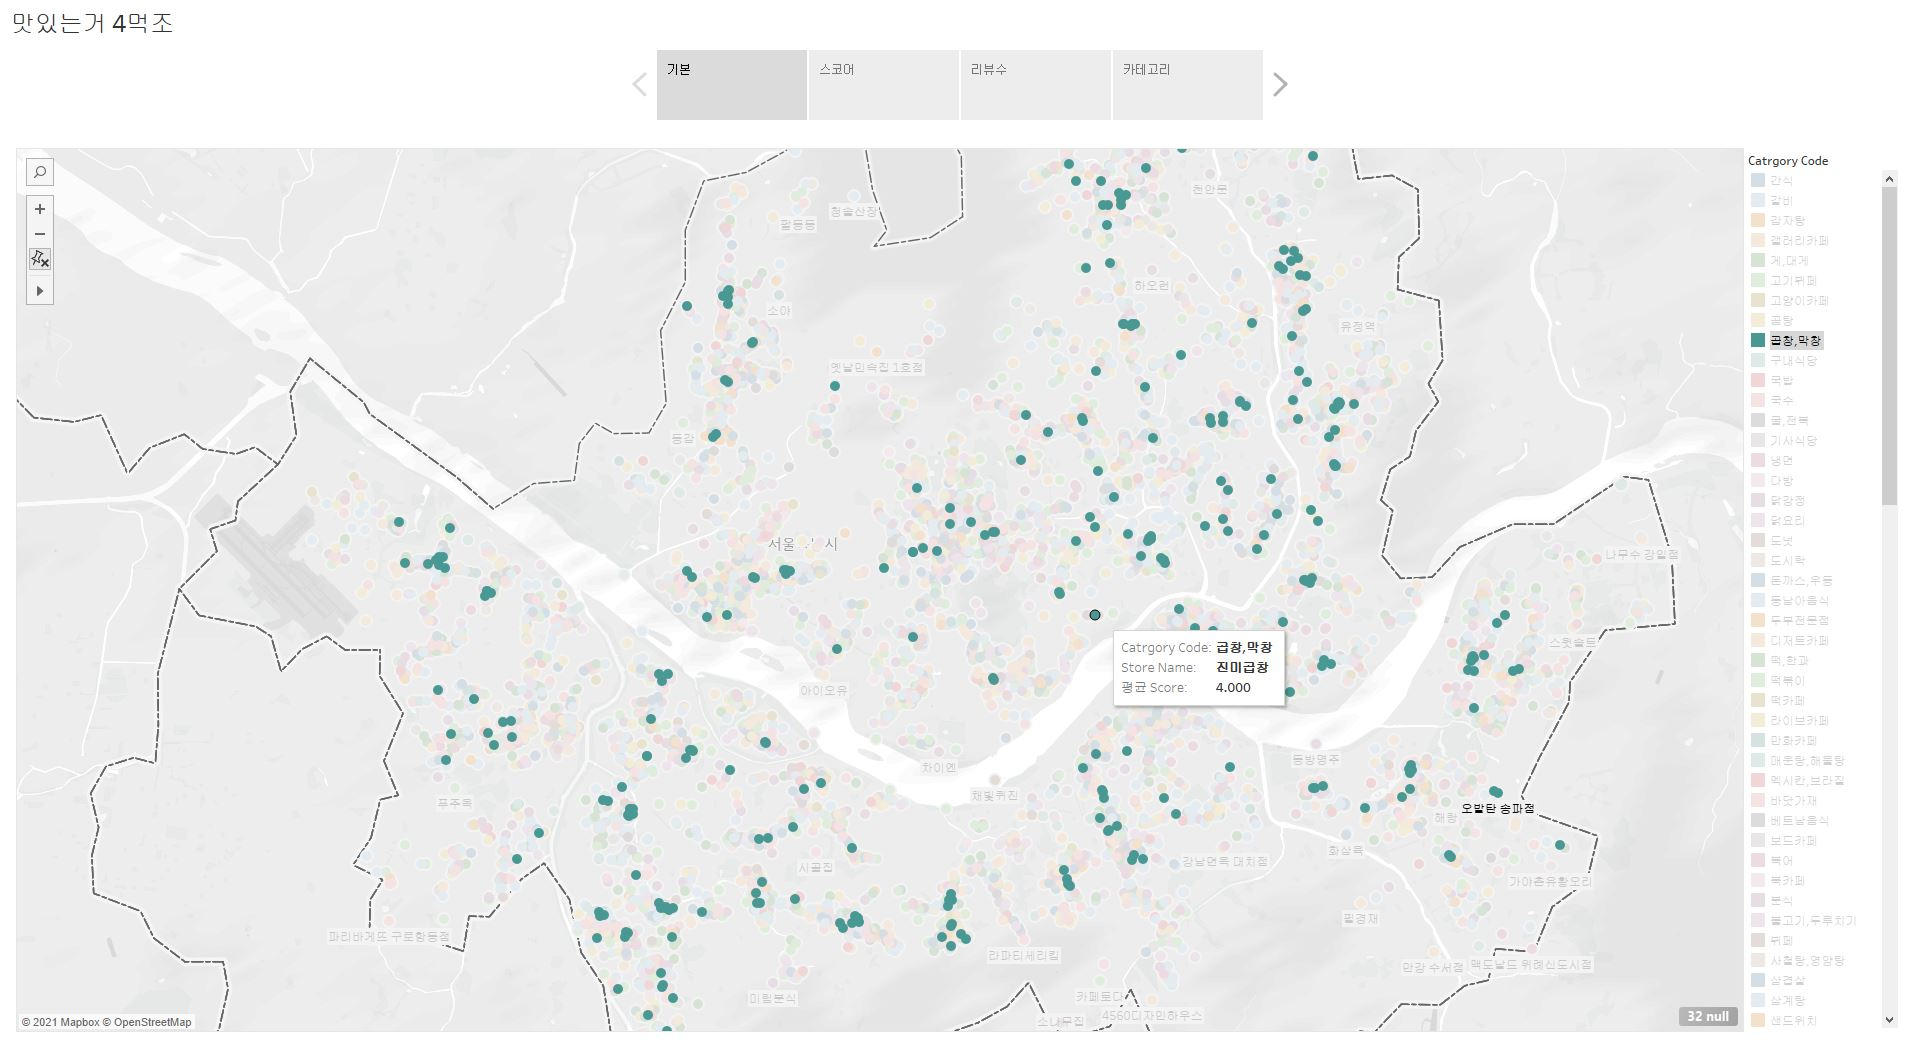 맛있는거 4먹조
기본
스코어
리뷰수
카테고리
천안문
청솔산장
팔등등
하오련
소아
유정역
옛날민속집 1호점
등감
서울
시
나무수 강일점
스윗솔트
아이오유
동방명주
차이엔
채빛퀴진
푸주옥
오발탄 송파점
해랑
화삼육
강남면옥 대치점
시골집
가야촌유황오리
필경재
파리바게뜨 구로항동점
라파티세리킴
만강 수서점
맥도날드 위례신도시점
미림분식
카페로다
4560디자인하우스
소나무집
Catrgory Code: 곱창,막창
Store Name: 진미곱창
평균 Score: 4.000
© 2021 Mapbox © OpenStreetMap
32 null
Catrgory Code
간식
갈비
감자탕
갤러리카페
게,대게
고기뷔페
고양이카페
곰탕
곱창,막창
구내식당
국밥
국수
굴,전복
기사식당
냉면
다방
닭강정
닭요리
도넛
도시락
돈까스,우동
동남아음식
두부전문점
디저트카페
떡,한과
떡볶이
떡카페
라이브카페
만화카페
매운탕,해물탕
멕시칸,브라질
바닷가재
베트남음식
보드카페
복어
북카페
분식
불고기,두루치기
뷔페
사철탕,영양탕
삼겹살
삼계탕
샌드위치